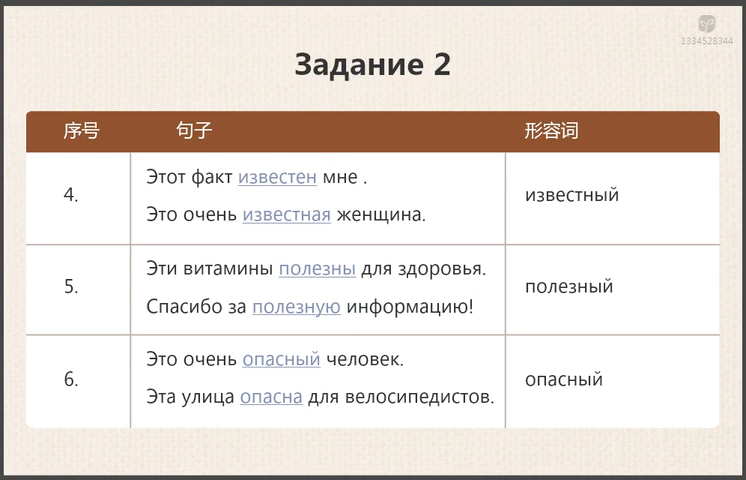 1334528344
Задание 2
序号 句子 形容词
4.
Этот факт известен мне .
Это очень известная женщина.
известный
5.
Эти витамины полезны для здоровья.
Спасибо за полезную информацию!
полезный
6.
Это очень опасный человек.
Эта улица опасна для велосипедистов.
опасный